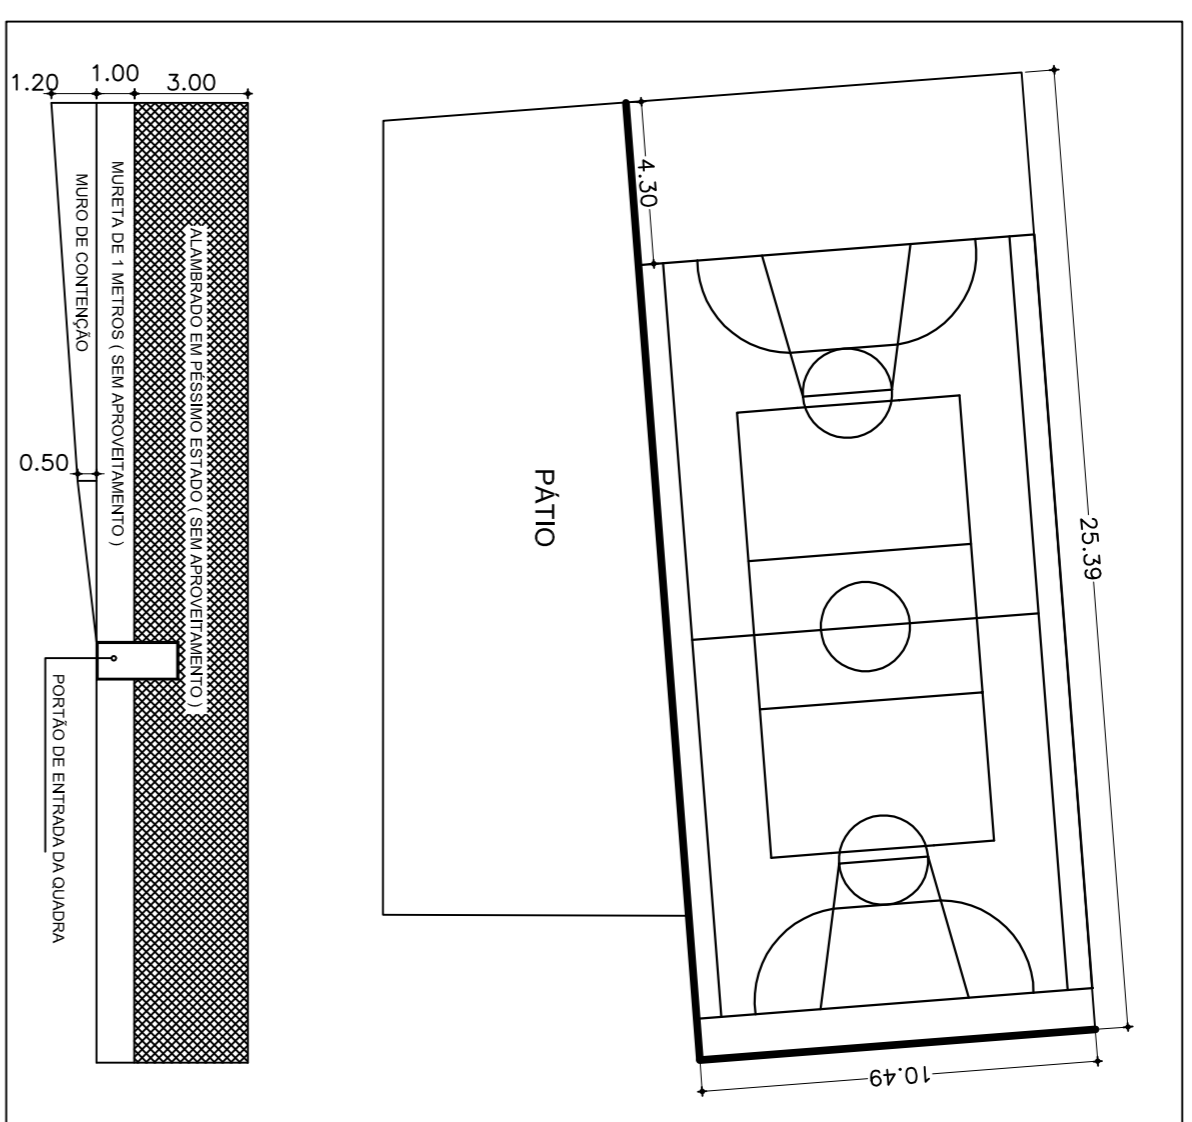 1.20
1.00
3.00
MURO DE CONTENÇÃO
MURETA DE 1 METROS ( SEM APROVEITAMENTO )
ALAMBRADO EM PÉSSIMO ESTADO ( SEM APROVEITAMENTO )
0.50
PORTÃO DE ENTRADA DA QUADRA
PÁTIO
4.30
25.39
10.49